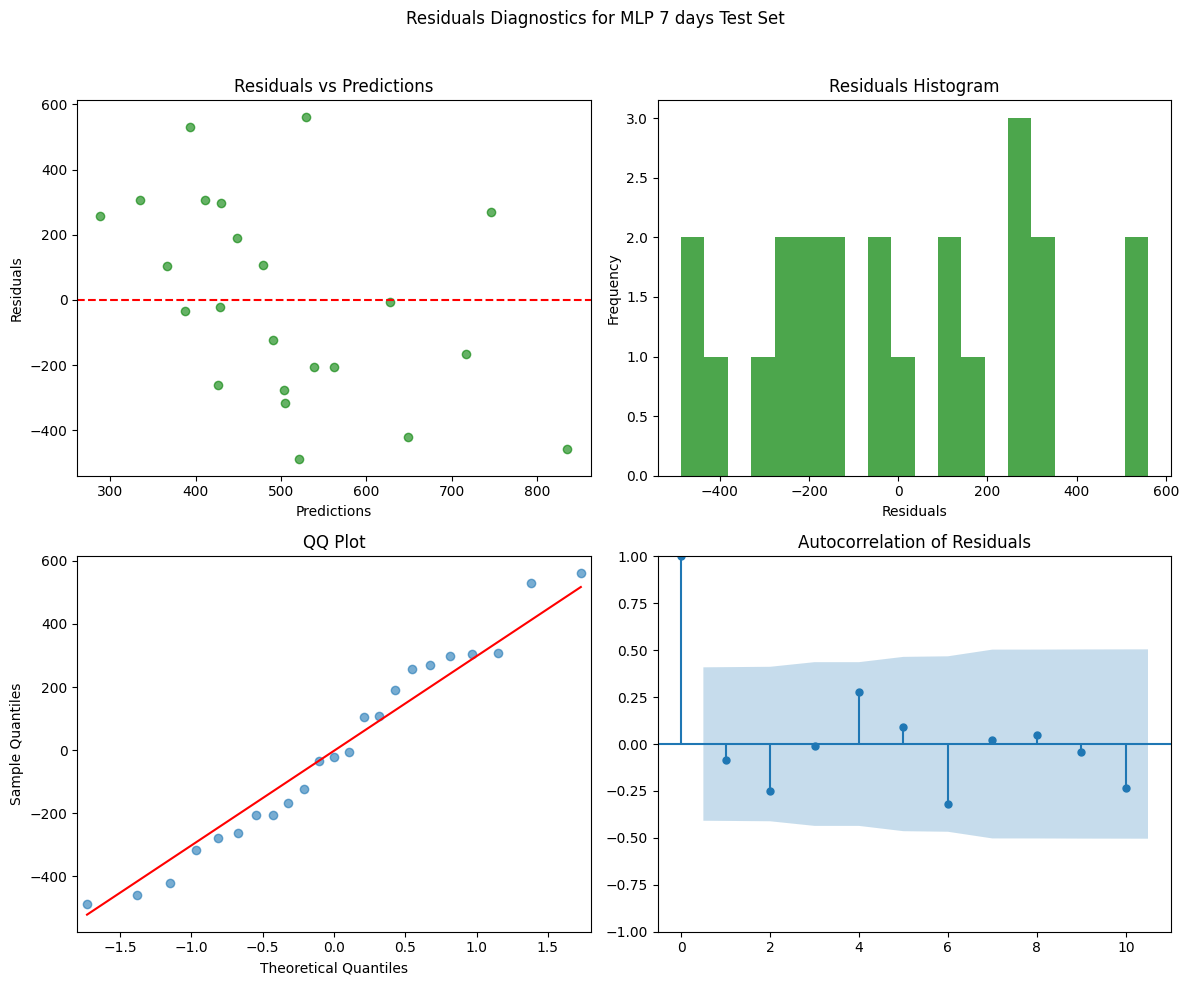 Residuals Diagnostics for MLP 7 days Test Set
Residuals vs Predictions
600
400
200
0
−200
−400
Residuals
300 400 500 600 700 800
Predictions
Residuals Histogram
3.0
2.5
2.0
1.5
1.0
0.5
0.0
Frequency
−400 −200 0 200 400 600
Residuals
QQ Plot
600
400
200
0
−200
−400
Sample Quantiles
−1.5 −1.0 −0.5 0.0 0.5 1.0 1.5
Theoretical Quantiles
Autocorrelation of Residuals
1.00
0.75
0.50
0.25
0.00
−0.25
−0.50
−0.75
−1.00
0 2 4 6 8 10